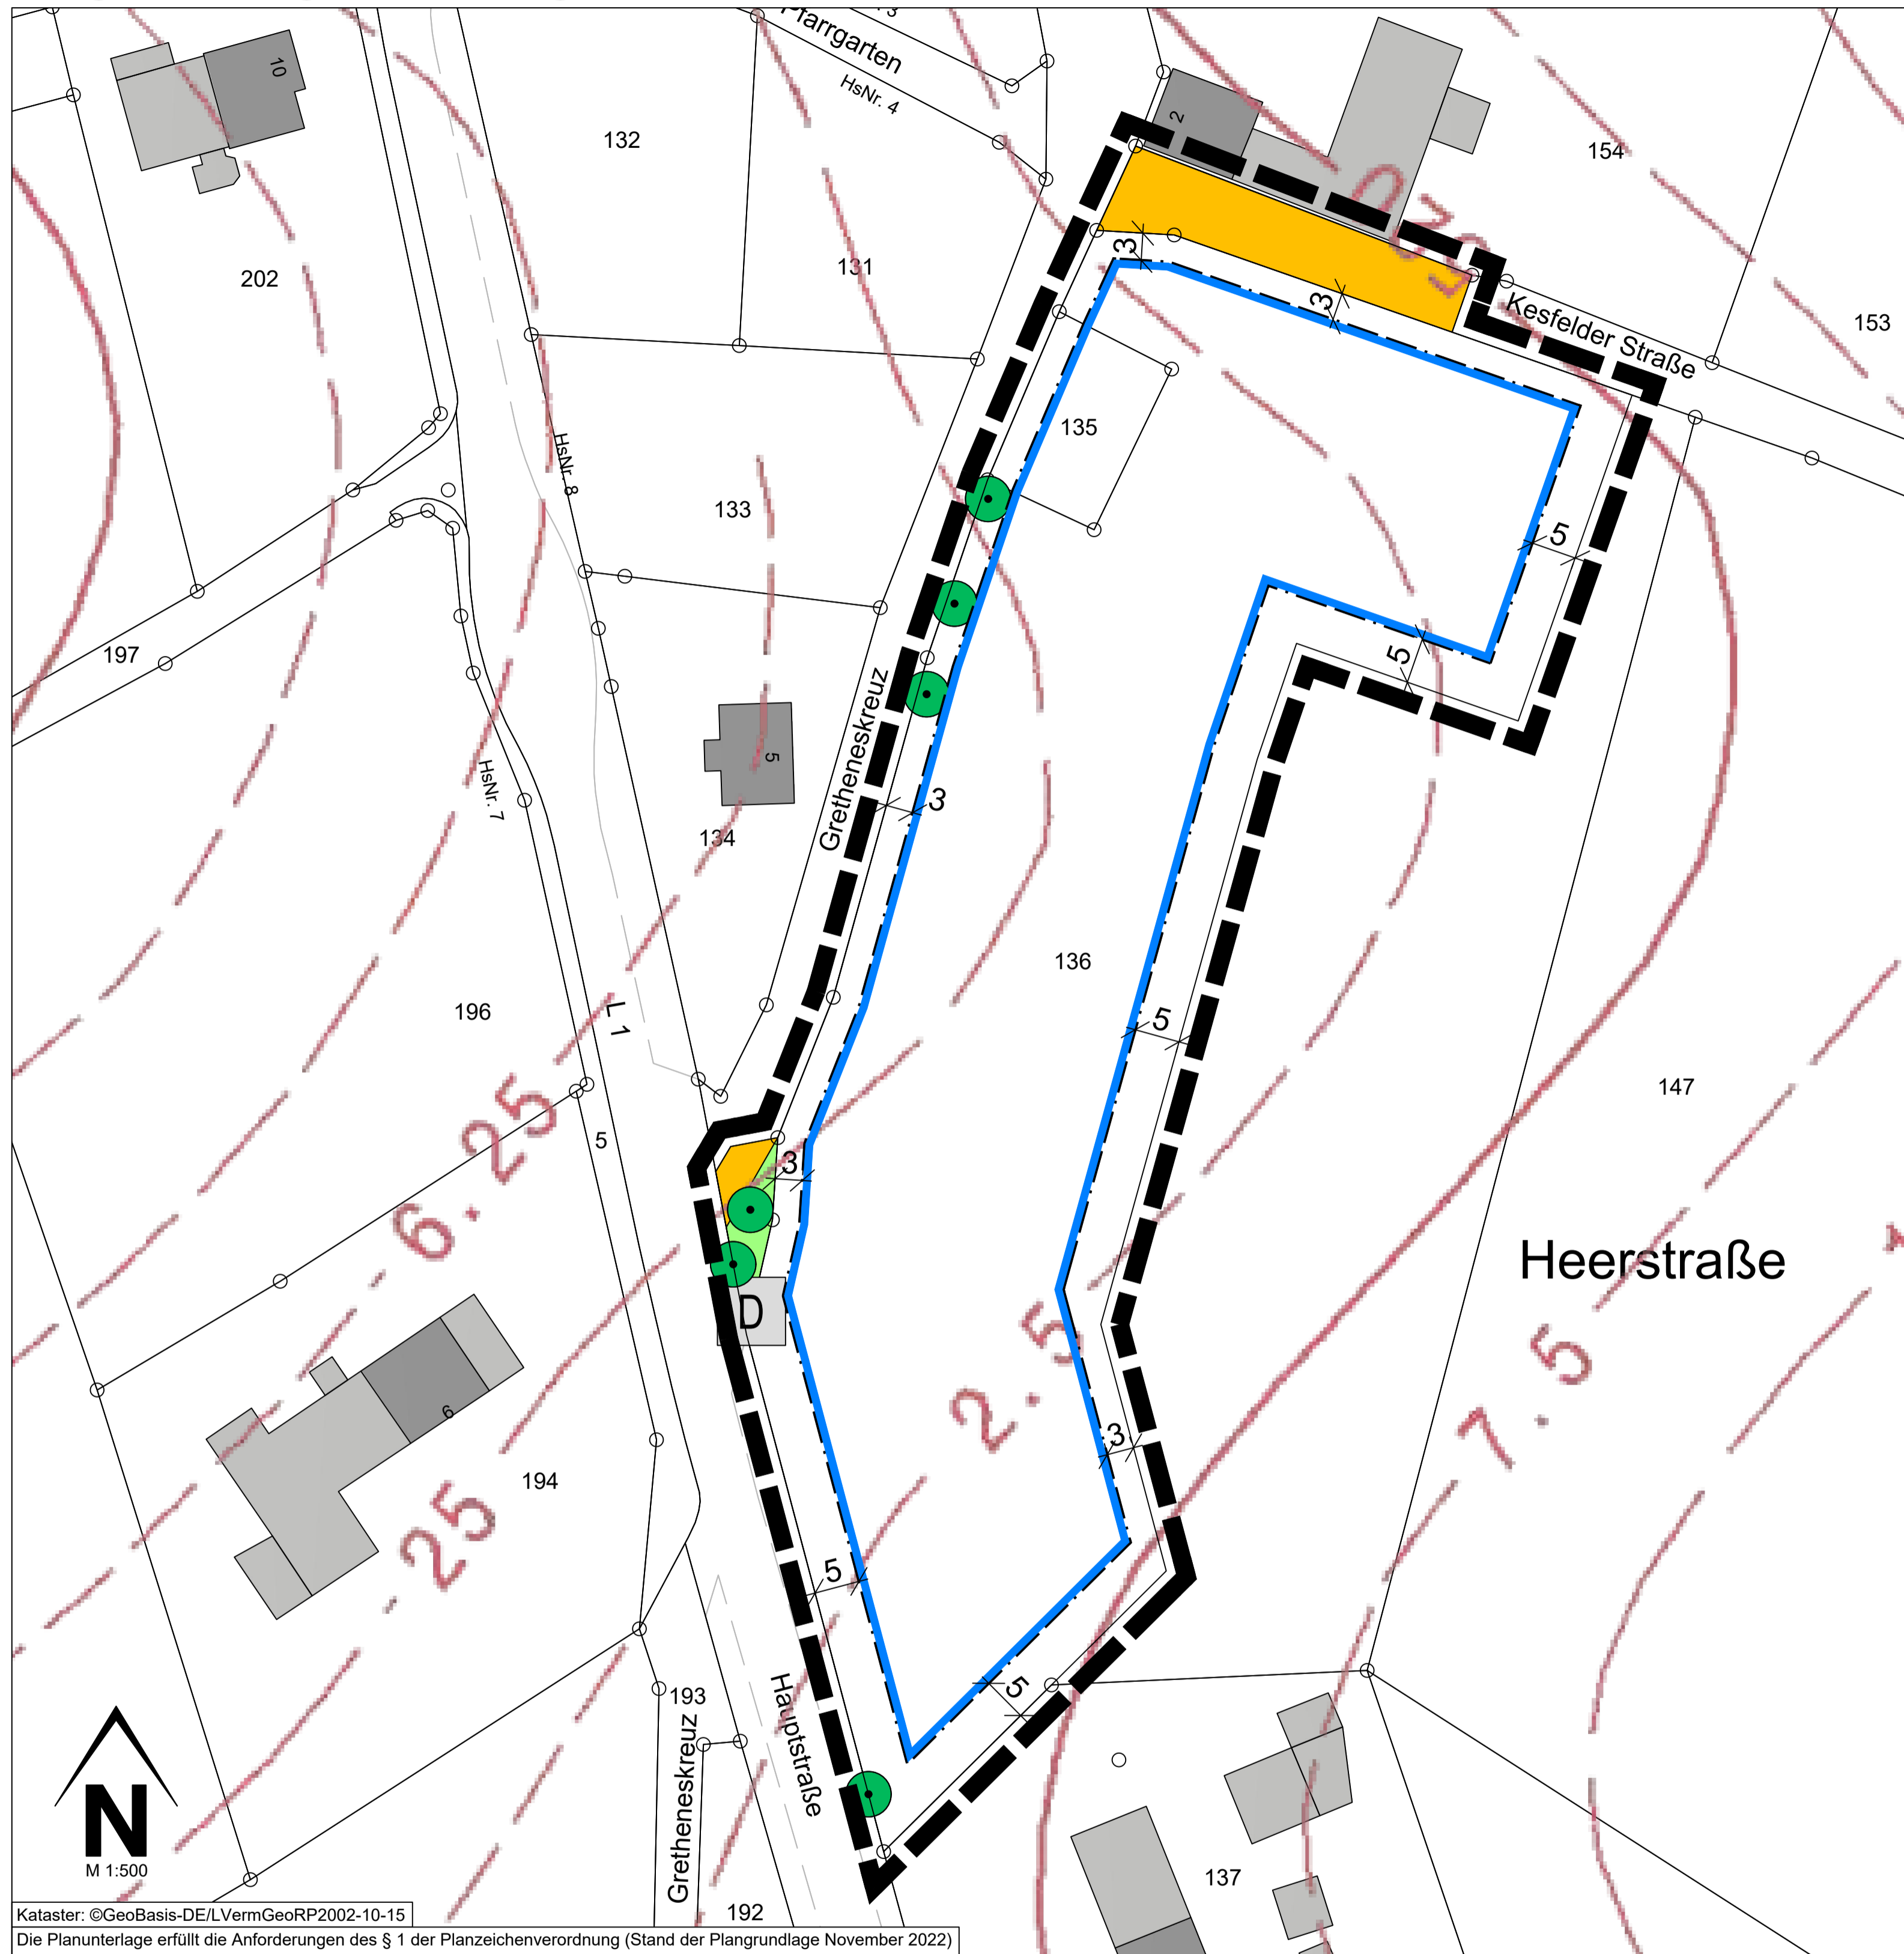 Pfarrgarten
3
HsNr. 4
10
132
2
154
202
131
3
3
Kesfelder Straße
153
135
HsNr. 8
133
5
5
197
Gretheneskreuz
5
HsNr. 7
134
3
136
196
L 1
5
147
6.25
5
3
Heerstraße
D
2.5
7.5
6
3
194
.25
5
5
193
Hauptstraße
Gretheneskreuz
N
M 1:500
137
192
Kataster: ©GeoBasis-DE/LVermGeoRP2002-10-15
Die Planunterlage erfüllt die Anforderungen des § 1 der Planzeichenverordnung (Stand der Plangrundlage November 2022)